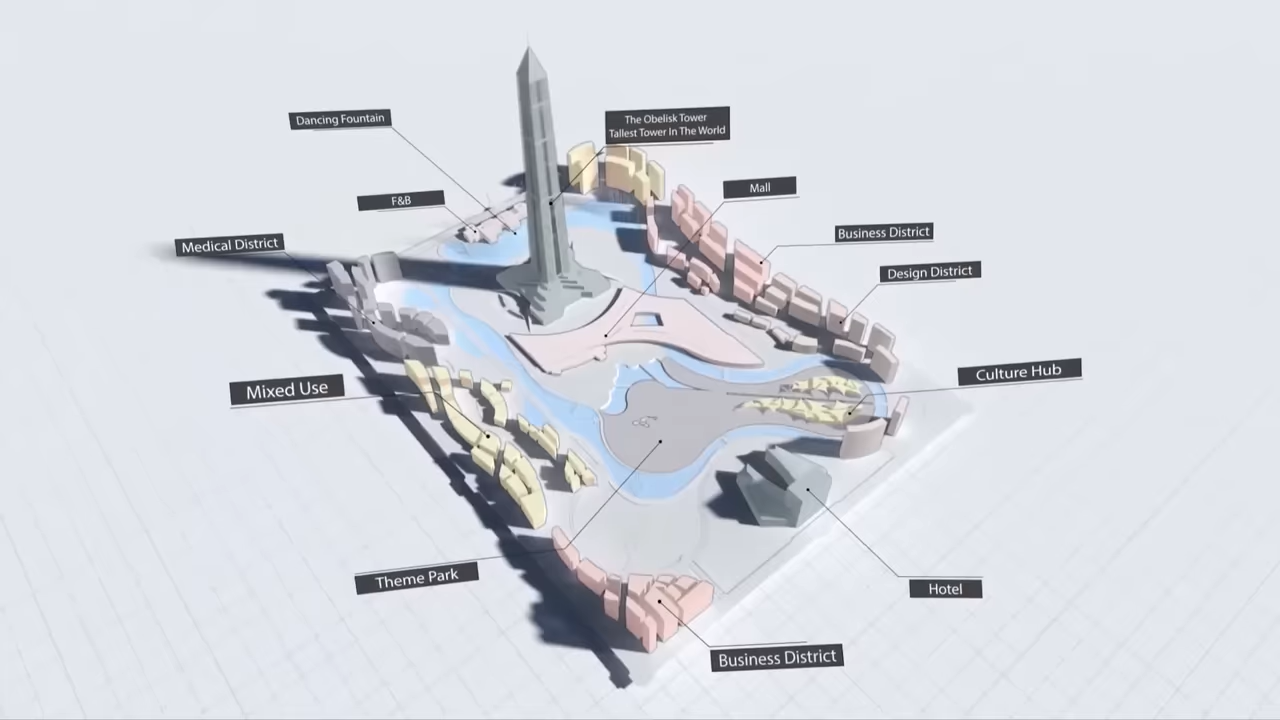 Dancing Fountain
The Obelisk Tower
Tallest Tower In The World
Mall
F&B
Business District
Medical District
Design District
Culture Hub
Mixed Use
Theme Park
Hotel
Business District